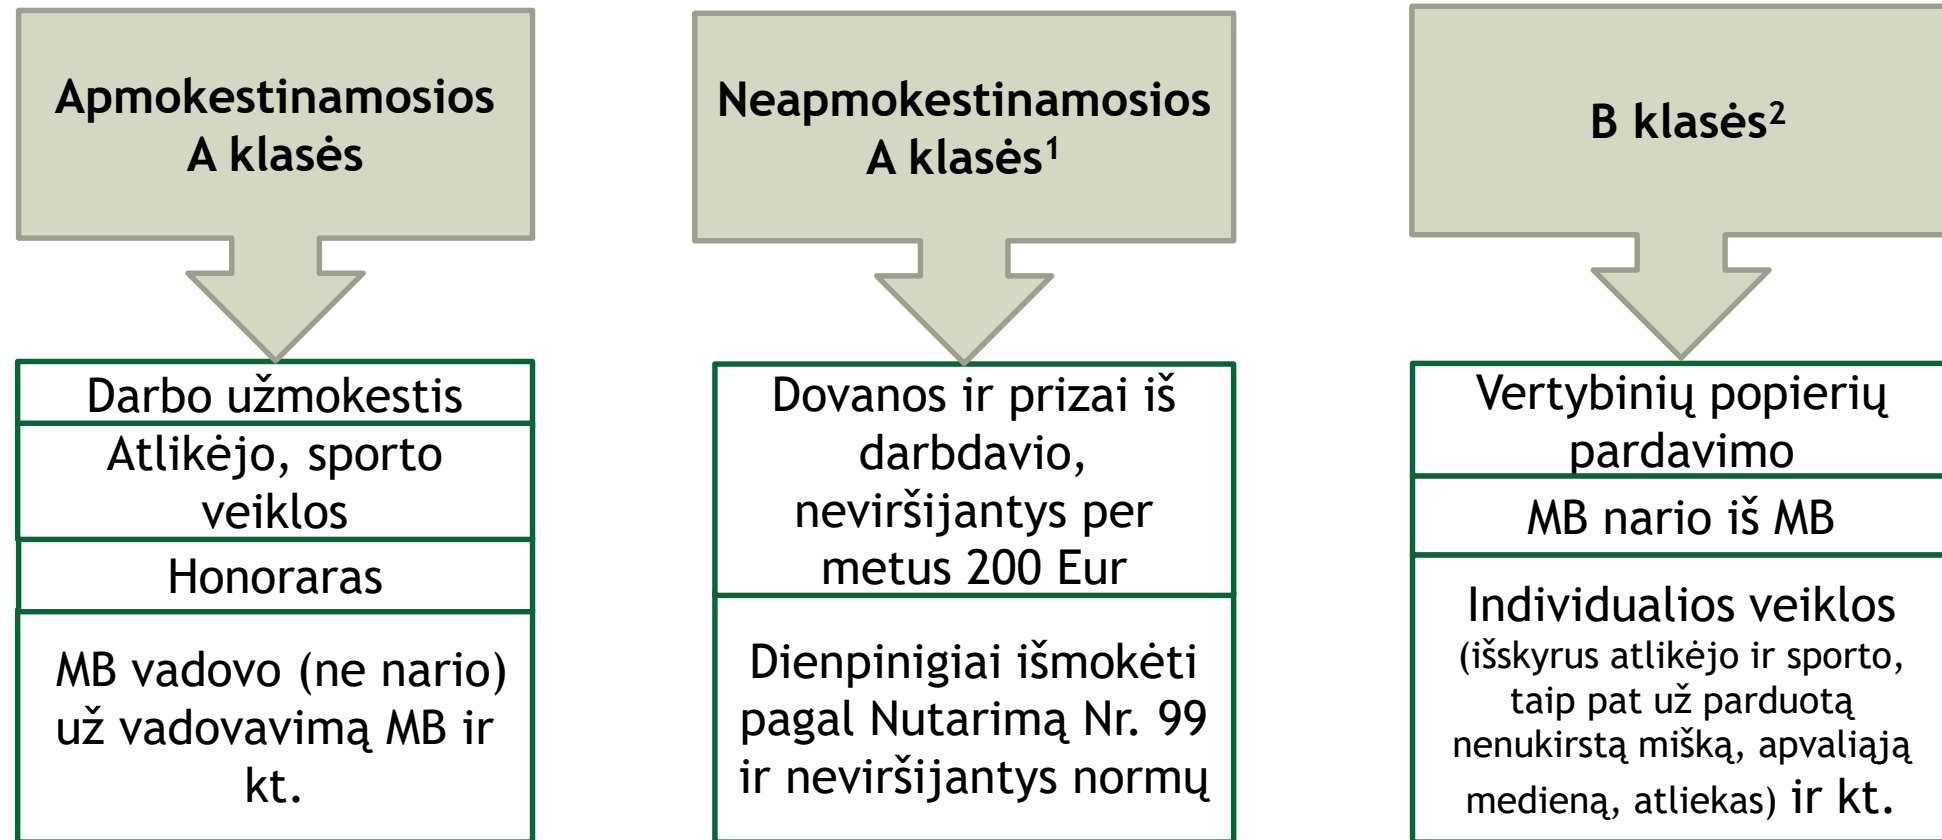 Apmokestinamosios
A klasės
Darbo užmokestis
Atlikėjo, sporto
veiklos
Honoraras
MB vadovo (ne nario)
už vadovavimą MB ir
kt.
Neapmokestinamosios
A klasės¹
Dovanos ir prizai iš
darbdavio,
neviršijantys per
metus 200 Eur
Dienpinigiai išmokėti
pagal Nutarimą Nr. 99
ir neviršijantys normų
B klasės²
Vertybinių popierių
pardavimo
MB nario iš MB
Individualios veiklos
(išskyrus atlikėjo ir sporto,
taip pat už parduotą
nenukirstą mišką, apvaliąją
medieną, atliekas) ir kt.